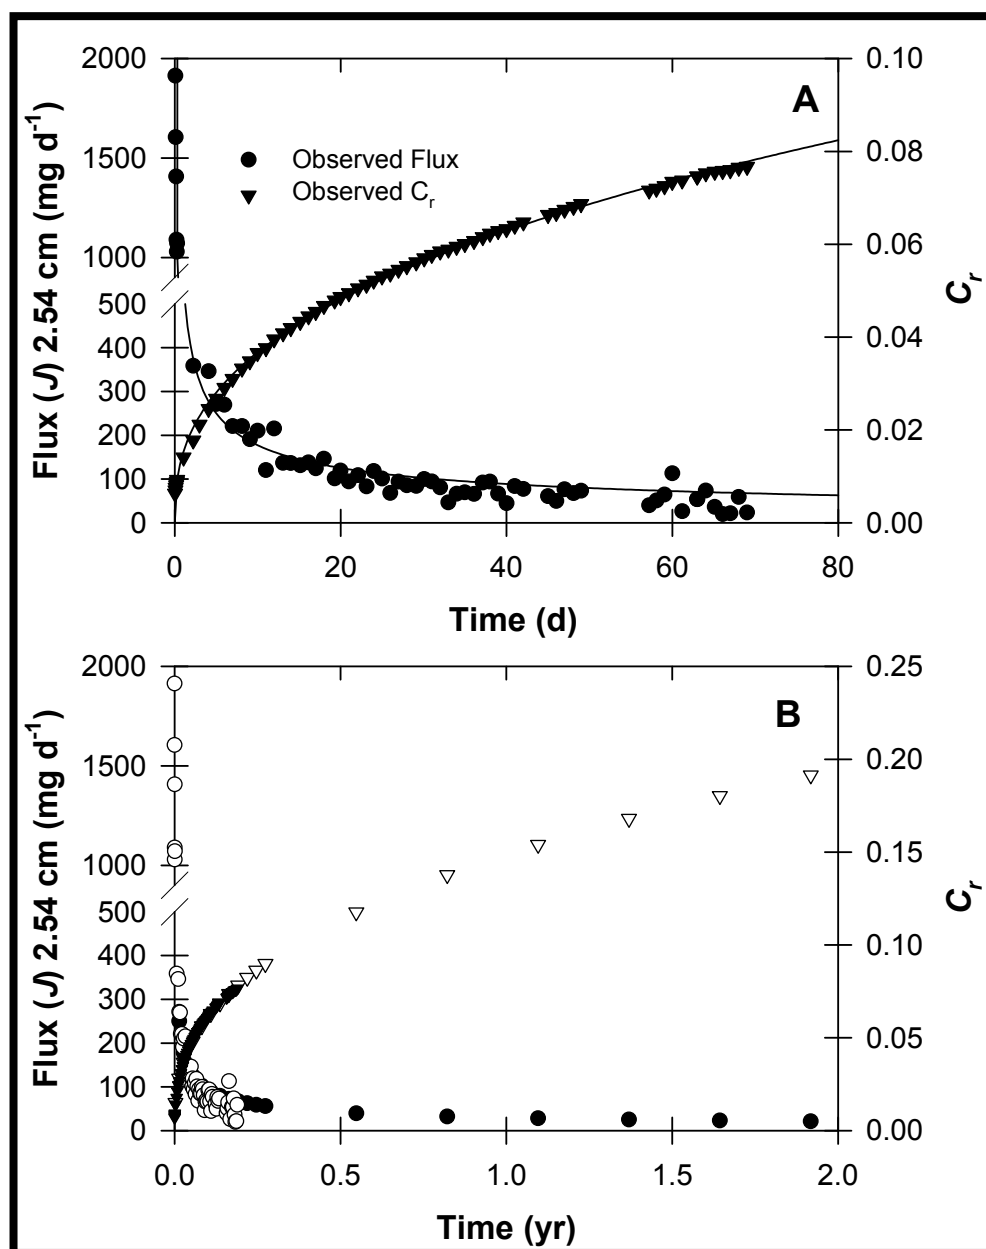 A
2000
1500
1000
500
400
300
200
100
0
Flux (J) 2.54 cm (mg d⁻¹)
Observed Flux
Observed Cᵣ
0.10
0.08
0.06
0.04
0.02
0.00
Cᵣ
0 20 40 60 80
Time (d)
B
2000
1500
1000
500
400
300
200
100
0
Flux (J) 2.54 cm (mg d⁻¹)
0.25
0.20
0.15
0.10
0.05
0.00
Cᵣ
0.0 0.5 1.0 1.5 2.0
Time (yr)